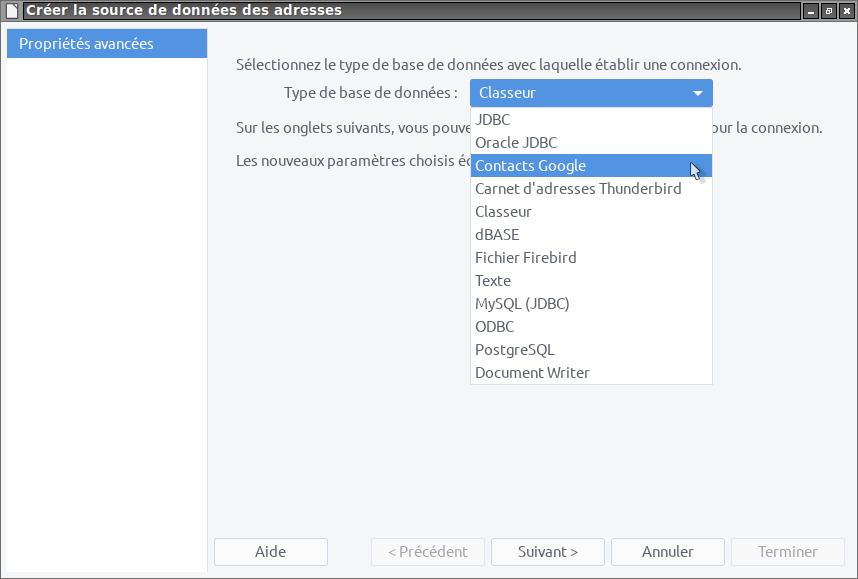 Créer la source de données des adresses
Propriétés avancées
Sélectionnez le type de base de données avec laquelle établir une connexion.
Type de base de données :
Classeur
Sur les onglets suivants, vous pouve
our la connexion.
Les nouveaux paramètres choisis éc
JDBC
Oracle JDBC
Contacts Google
Carnet d'adresses Thunderbird
Classeur
dBASE
Fichier Firebird
Texte
MySQL (JDBC)
ODBC
PostgreSQL
Document Writer
Aide
< Précédent
Suivant >
Annuler
Terminer